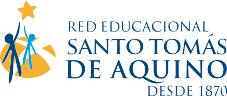 RED EDUCACIONAL
SANTO TOMÁS
DE AQUINO
DESDE 1870